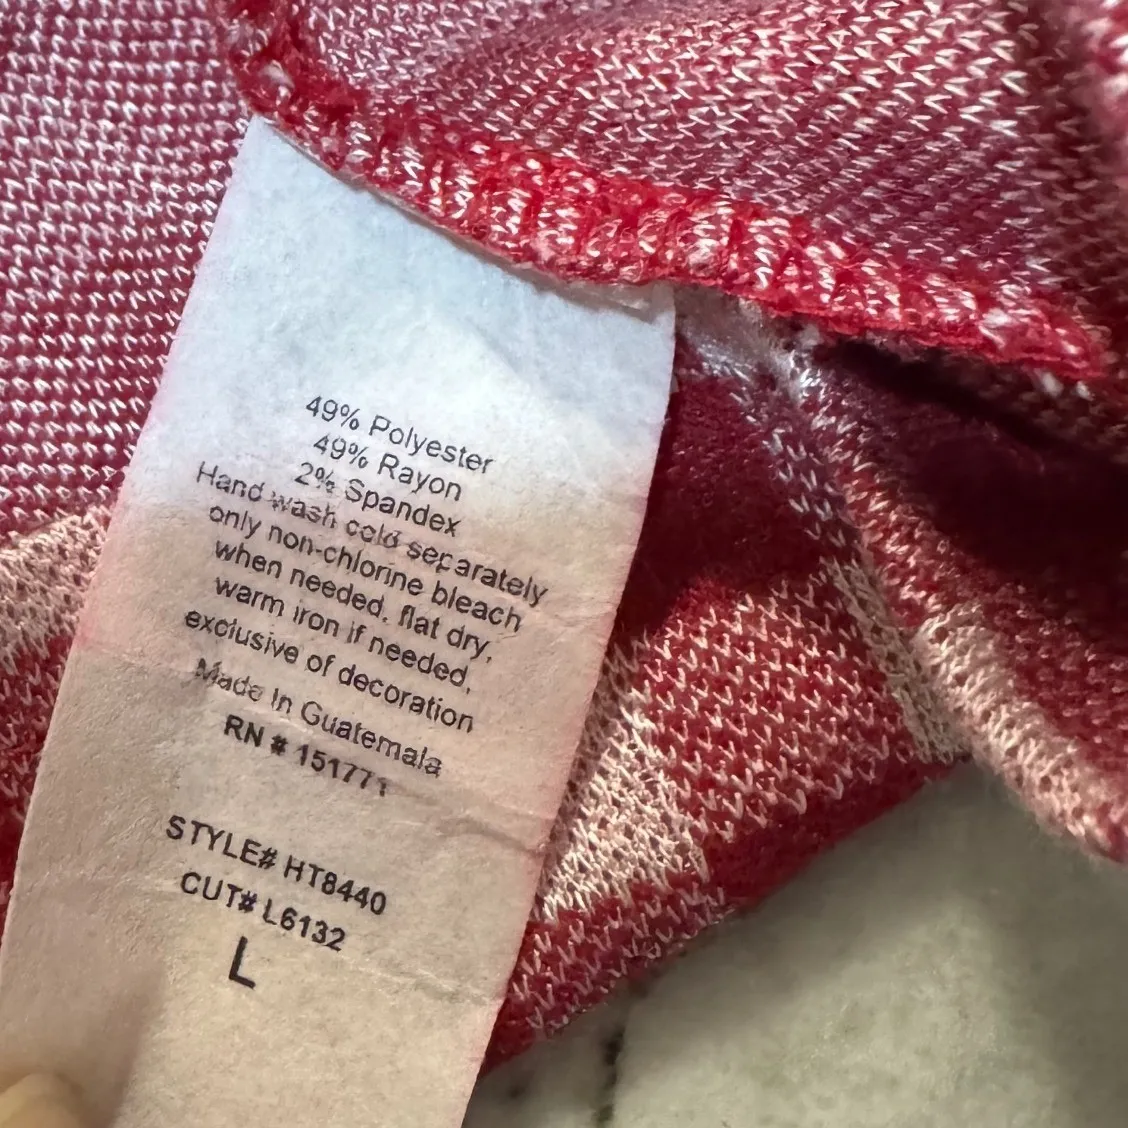 49% Polyester
49% Rayon
2% Spandex
Hand wash cold separately
only non-chlorine bleach
when needed, flat dry,
warm iron if needed,
exclusive of decoration
Made In Guatemala
RN # 151771
STYLE# HT8440
CUT# L6132
L